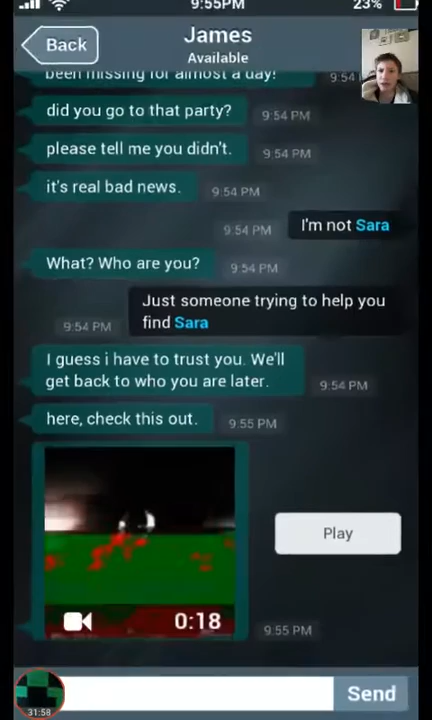 9:55PM
23%
Back
James
Available
been missing for almost a day!
9:54
did you go to that party?
9:54 PM
please tell me you didn't.
9:54 PM
it's real bad news.
9:54 PM
9:54 PM
I'm not Sara
What? Who are you?
9:54 PM
Just someone trying to help you
find Sara
9:54 PM
I guess i have to trust you. We'll
get back to who you are later.
9:54 PM
here, check this out.
9:55 PM
Play
0:18
9:55 PM
31:58
Send